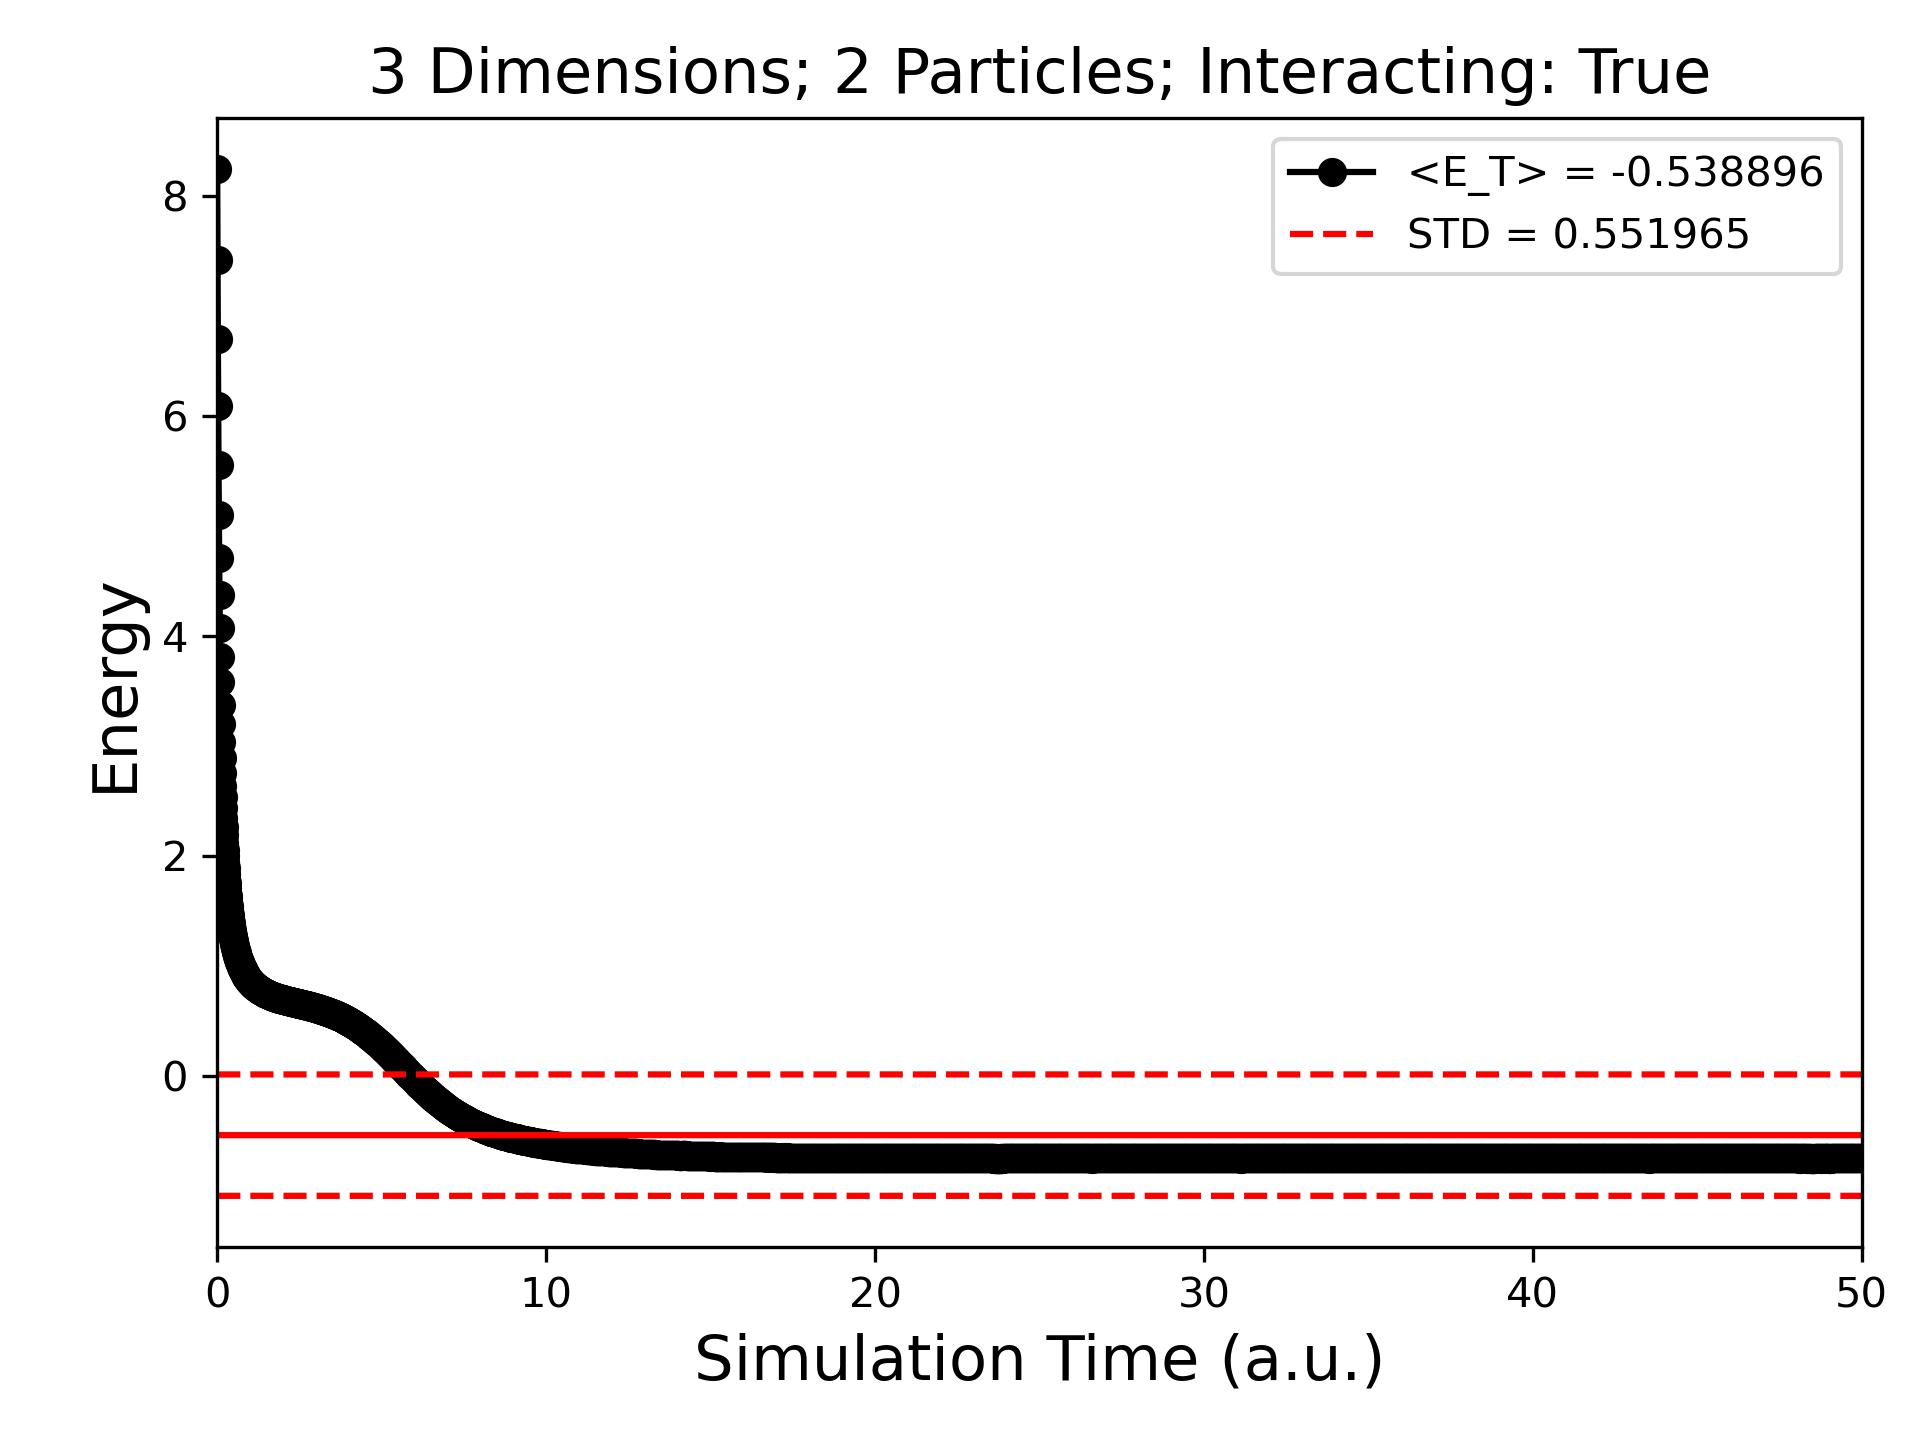 3 Dimensions; 2 Particles; Interacting: True
<E_T> = -0.538896
STD = 0.551965
Energy
8
6
4
2
0
0 10 20 30 40 50
Simulation Time (a.u.)